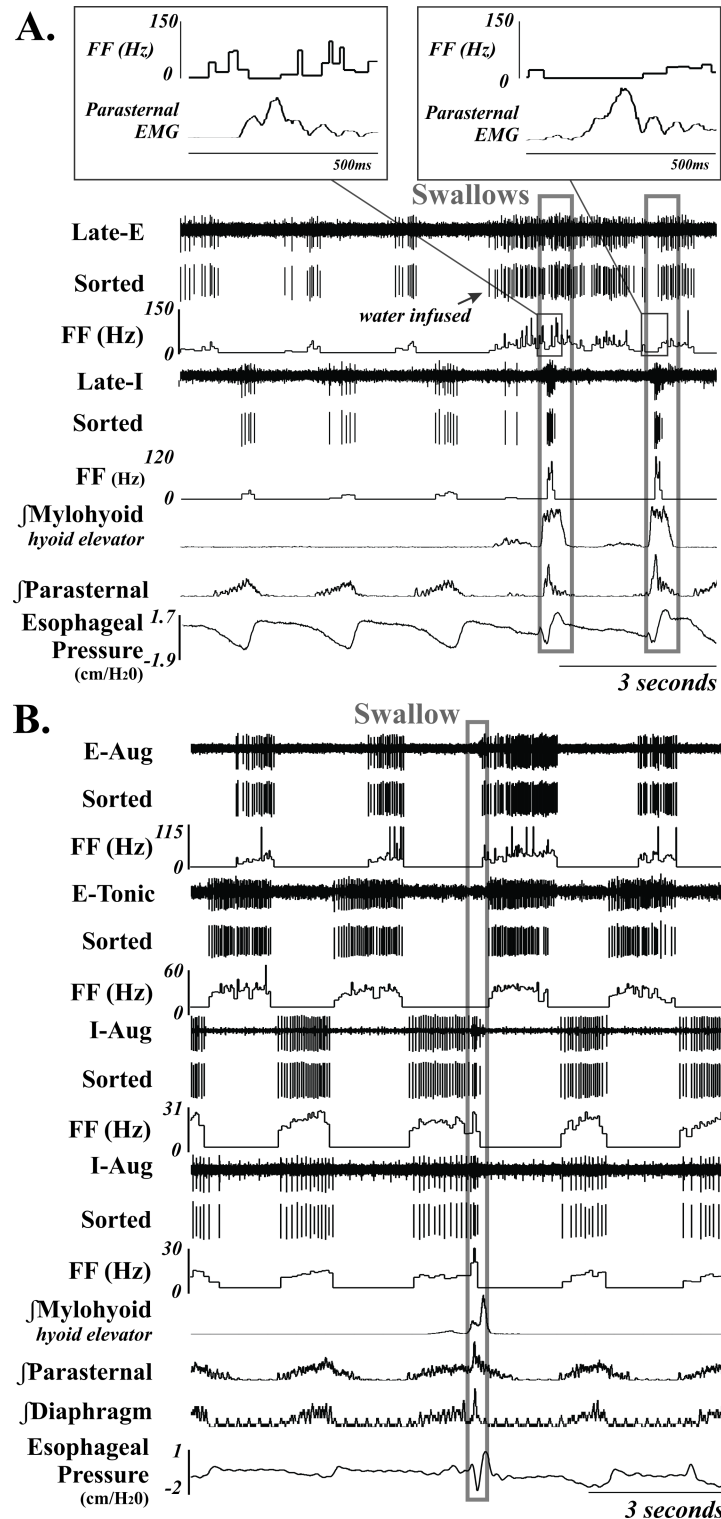 A.
150
FF (Hz)
0
Parasternal
EMG
500ms
150
FF (Hz)
0
Parasternal
EMG
500ms
Swallows
Late-E
Sorted
water infused
150
FF (Hz)
0
Late-I
Sorted
120
FF (Hz)
0
∫Mylohyoid
hyoid elevator
∫Parasternal
Esophageal 1.7
Pressure
(cm/H20) -1.9
3 seconds
B.
Swallow
E-Aug
Sorted
115
FF (Hz)
0
E-Tonic
Sorted
60
FF (Hz)
0
I-Aug
Sorted
31
FF (Hz)
0
I-Aug
Sorted
30
FF (Hz)
0
∫Mylohyoid
hyoid elevator
∫Parasternal
∫Diaphragm
Esophageal 1
Pressure
(cm/H20) -2
3 seconds